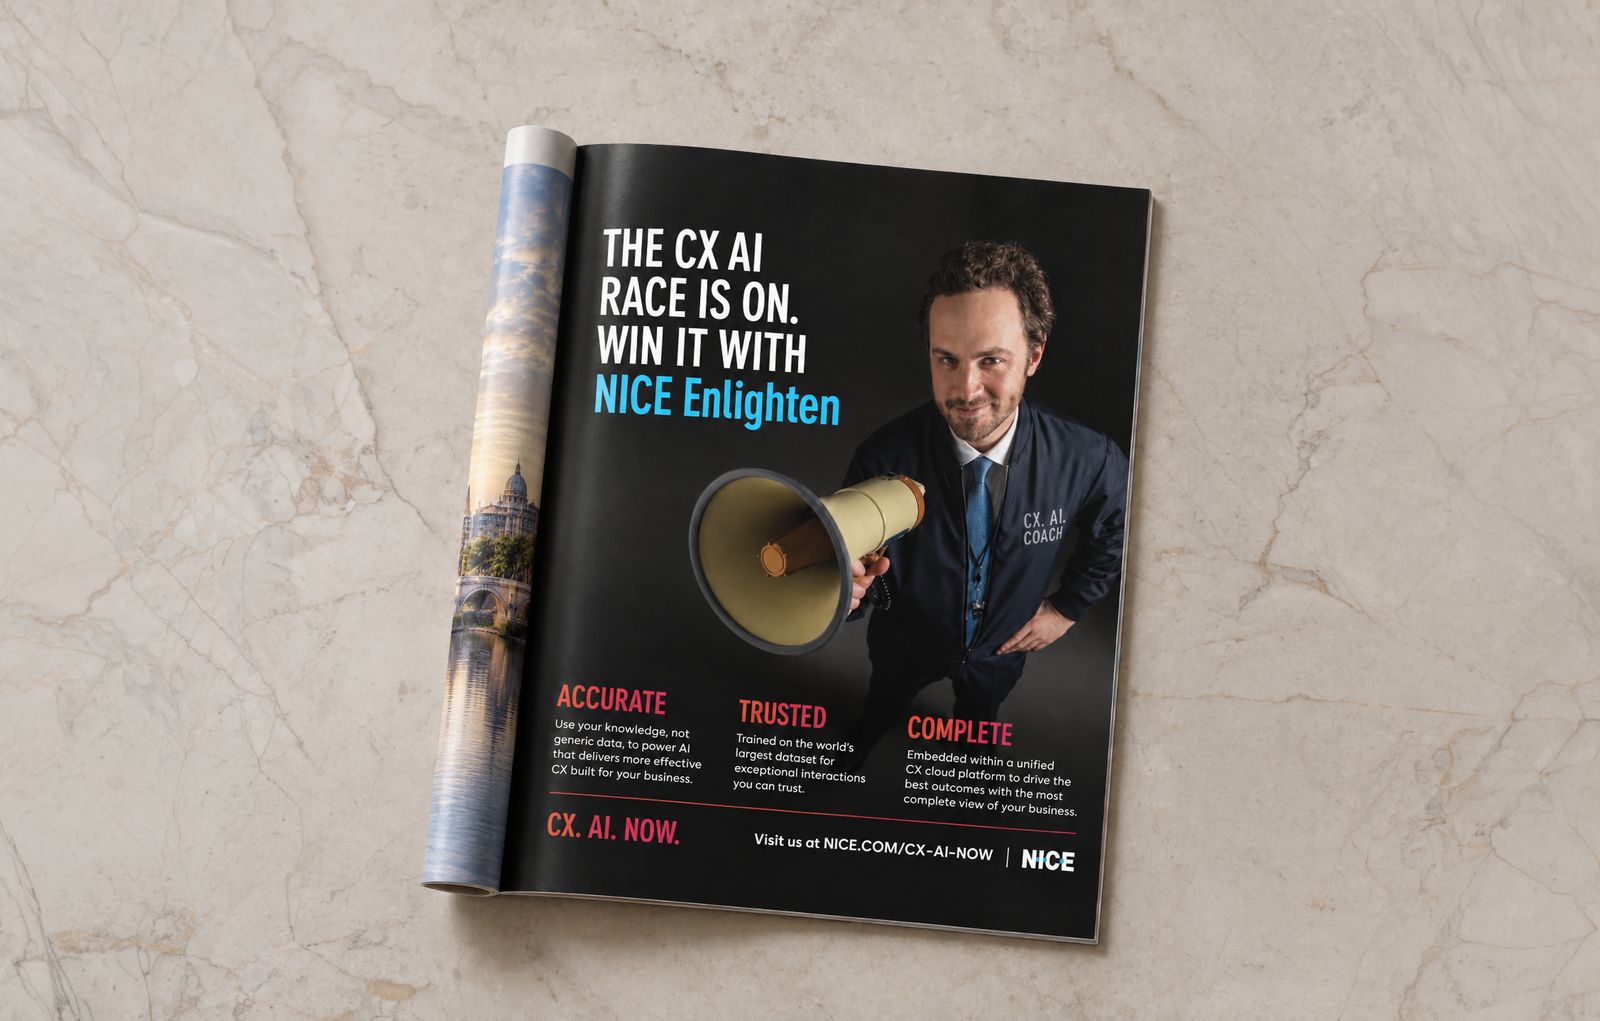 THE CX AI
RACE IS ON.
WIN IT WITH
NICE Enlighten
CX. AI.
COACH
ACCURATE
Use your knowledge, not
generic data, to power AI
that delivers more effective
CX built for your business.
TRUSTED
Trained on the world's
largest dataset for
exceptional interactions
you can trust.
COMPLETE
Embedded within a unified
CX cloud platform to drive the
best outcomes with the most
complete view of your business.
CX. AI. NOW.
Visit us at NICE.COM/CX-AI-NOW
NICE